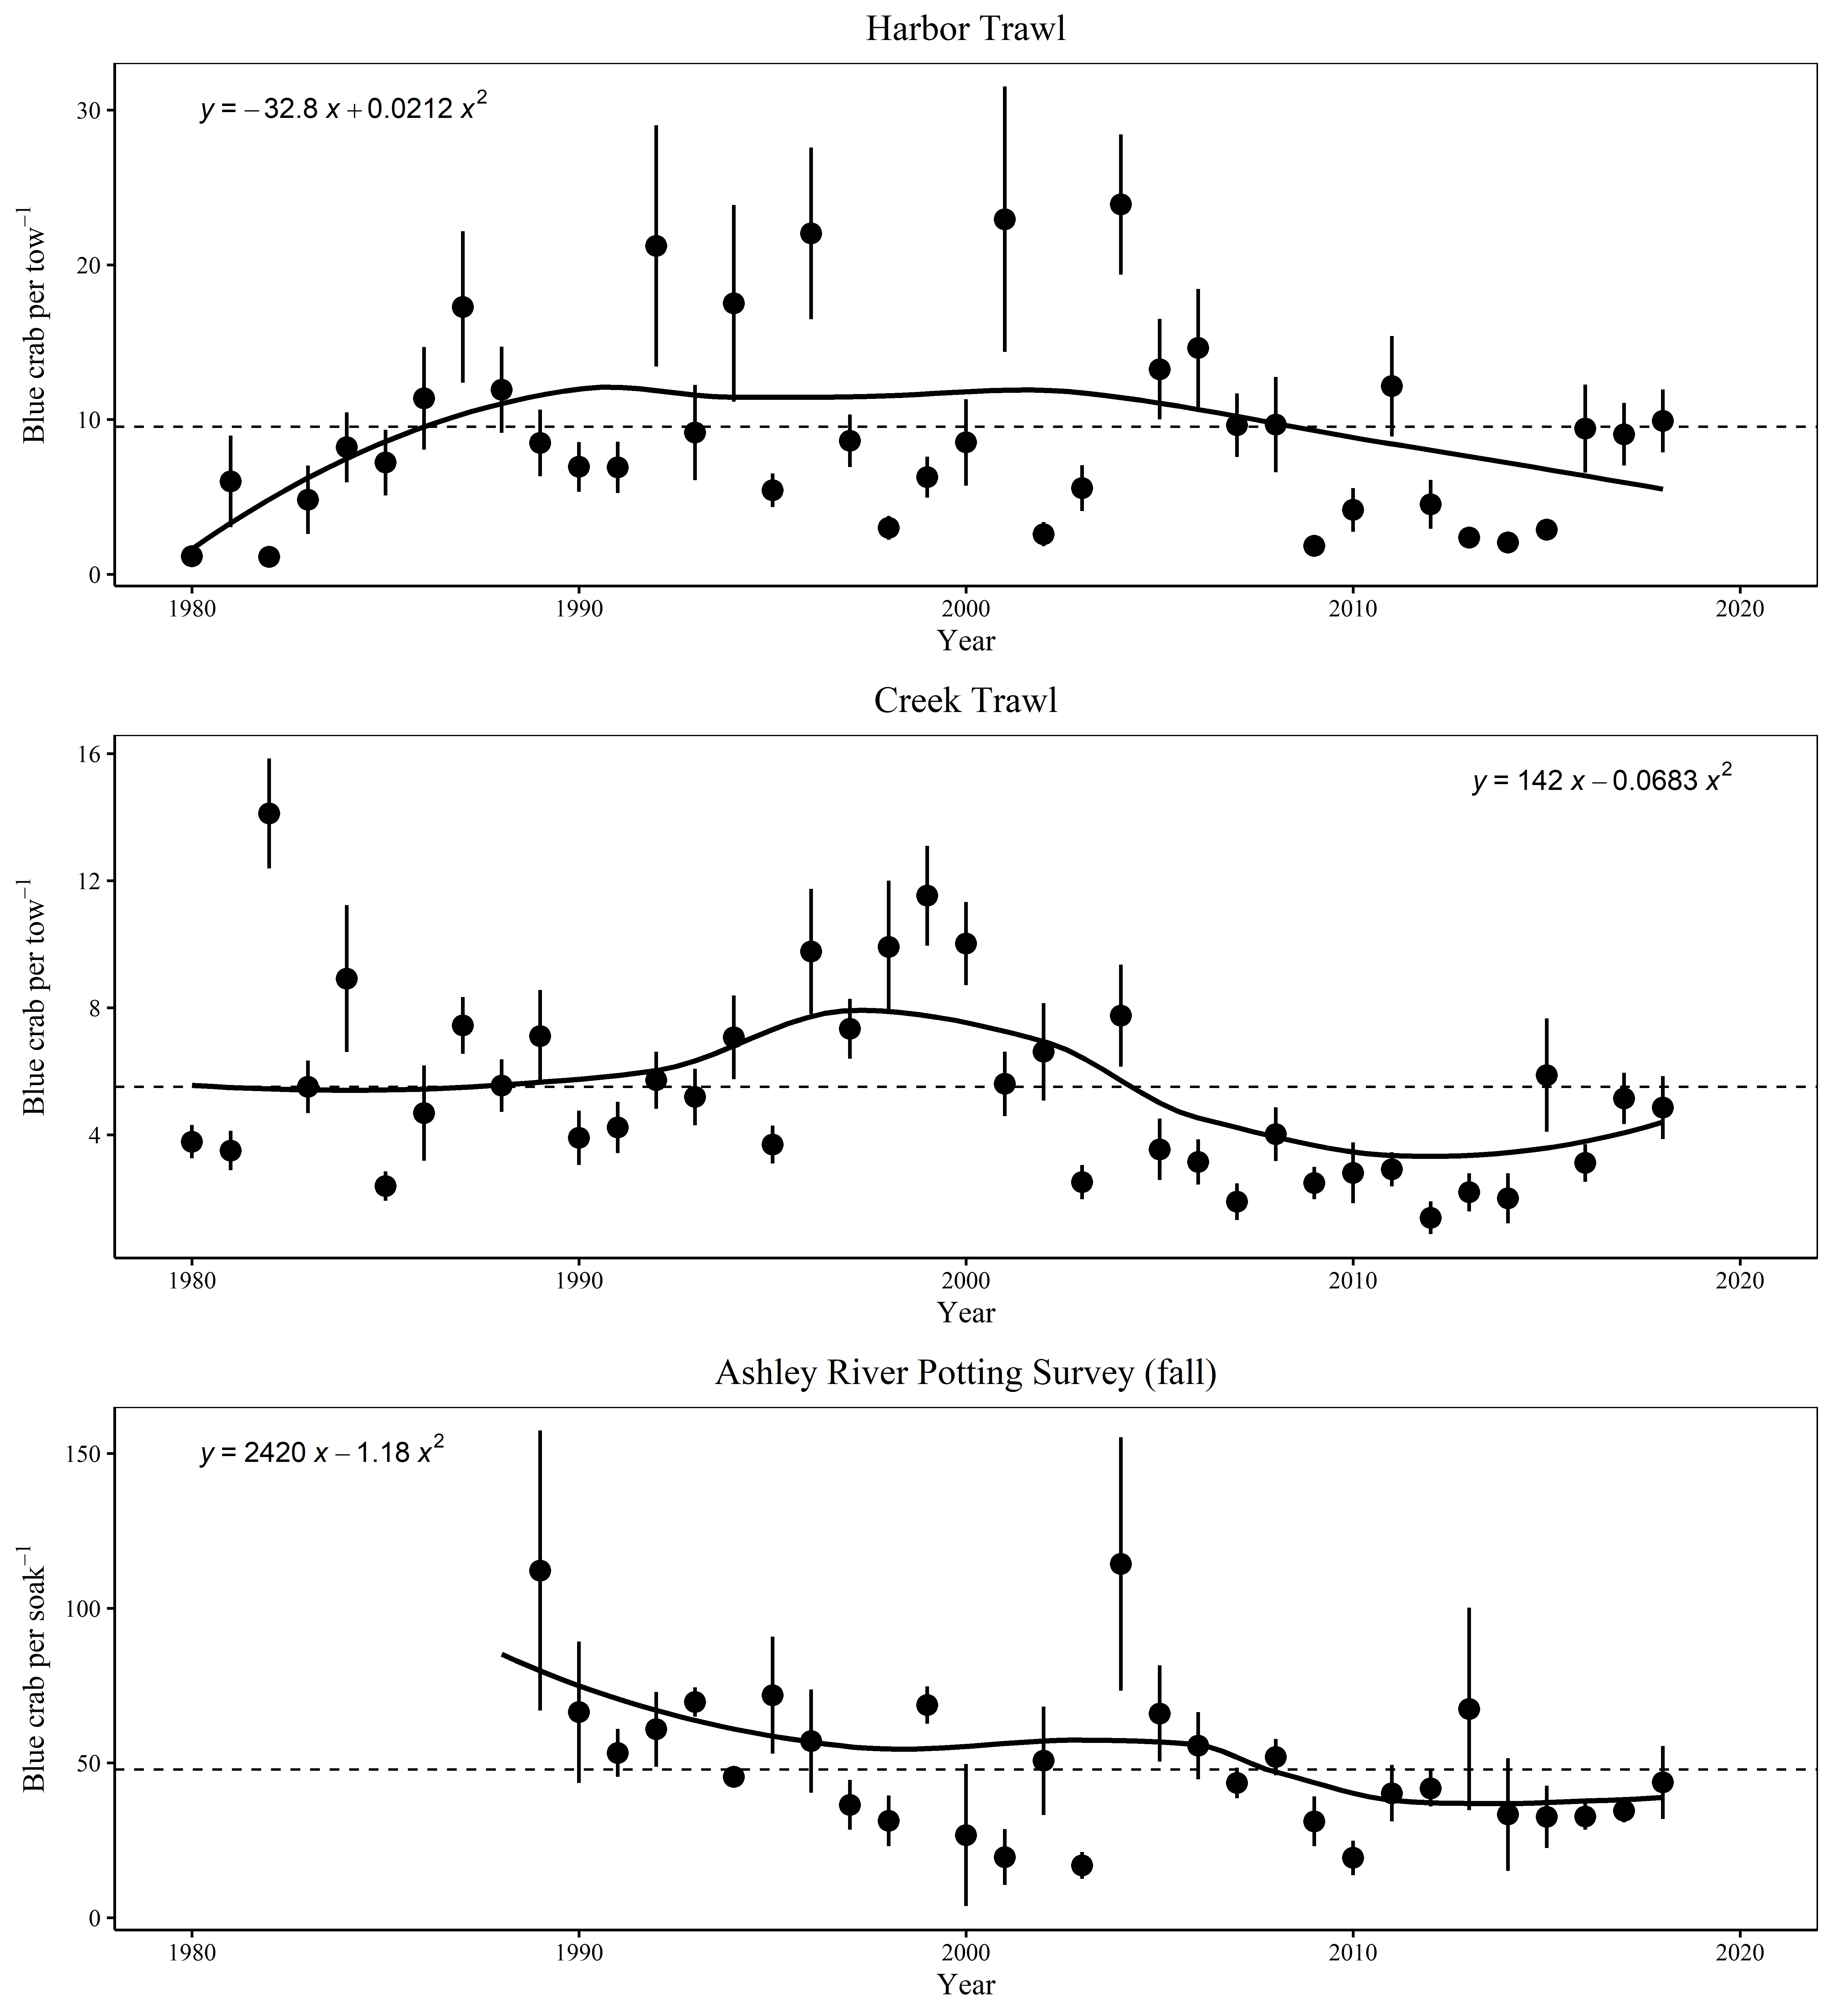 Harbor Trawl
y = −32.8 x + 0.0212 x²
Blue crab per tow⁻¹
30
20
10
0
1980 1990 2000 2010 2020
Year
Creek Trawl
y = 142 x − 0.0683 x²
Blue crab per tow⁻¹
16
12
8
4
1980 1990 2000 2010 2020
Year
Ashley River Potting Survey (fall)
y = 2420 x − 1.18 x²
Blue crab per soak⁻¹
150
100
50
0
1980 1990 2000 2010 2020
Year